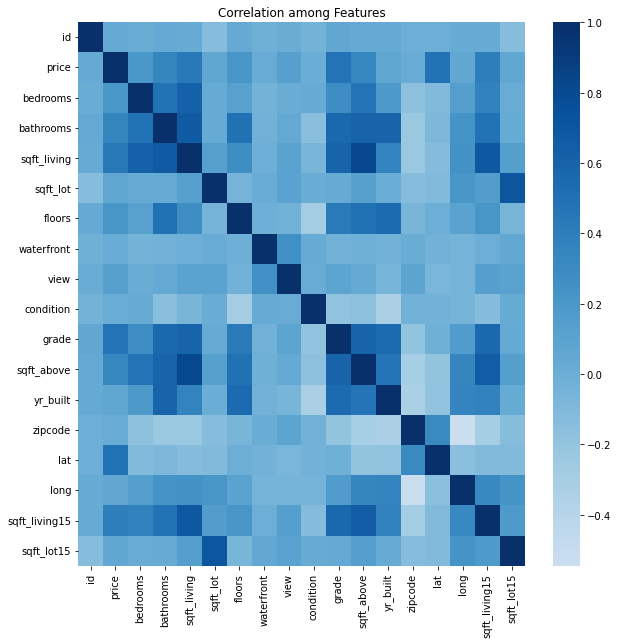 Correlation among Features
id
price
bedrooms
bathrooms
sqft_living
sqft_lot
floors
waterfront
view
condition
grade
sqft_above
yr_built
zipcode
lat
long
sqft_living15
sqft_lot15
id
price
bedrooms
bathrooms
sqft_living
sqft_lot
floors
waterfront
view
condition
grade
sqft_above
yr_built
zipcode
lat
long
sqft_living15
sqft_lot15
1.0
0.8
0.6
0.4
0.2
0.0
−0.2
−0.4